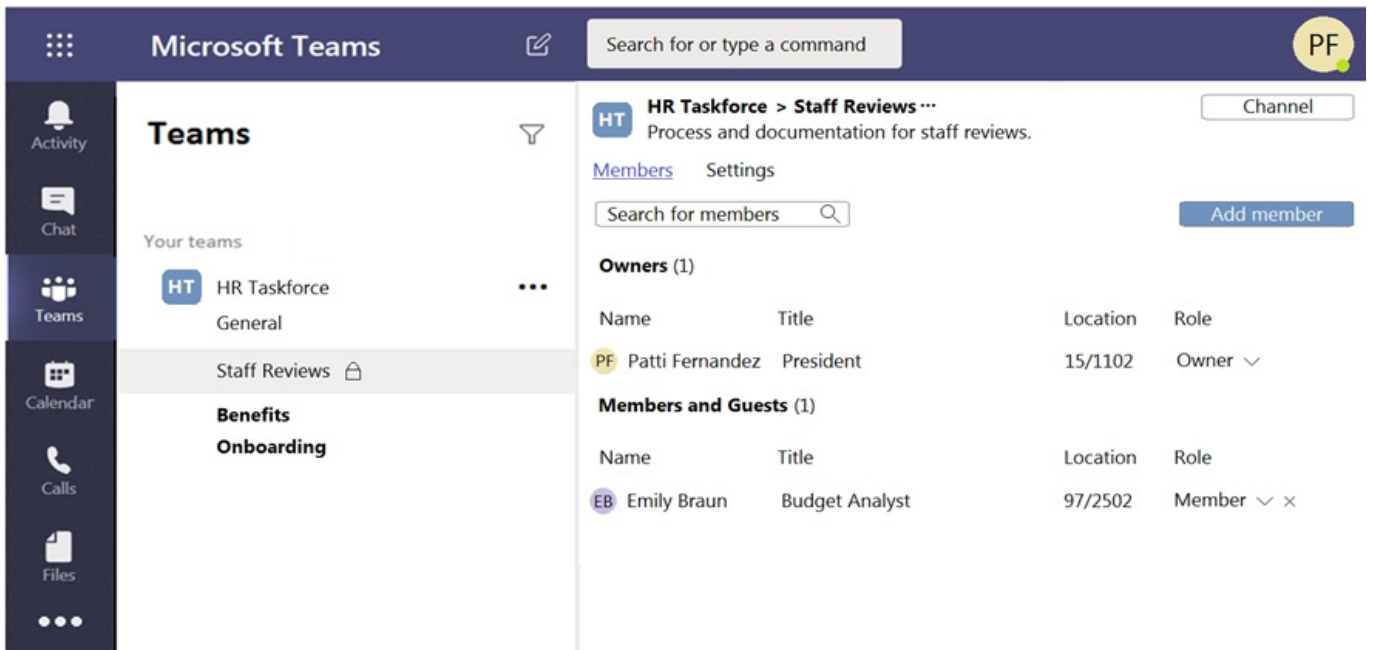 Microsoft Teams
Search for or type a command
PF
Activity
Chat
Teams
Calendar
Calls
Files
Teams
Your teams
HT HR Taskforce
General
Staff Reviews
Benefits
Onboarding
HT
HR Taskforce > Staff Reviews ···
Process and documentation for staff reviews.
Channel
Members Settings
Search for members
Add member
Owners (1)
Name Title Location Role
PF Patti Fernandez President 15/1102 Owner
Members and Guests (1)
Name Title Location Role
EB Emily Braun Budget Analyst 97/2502 Member